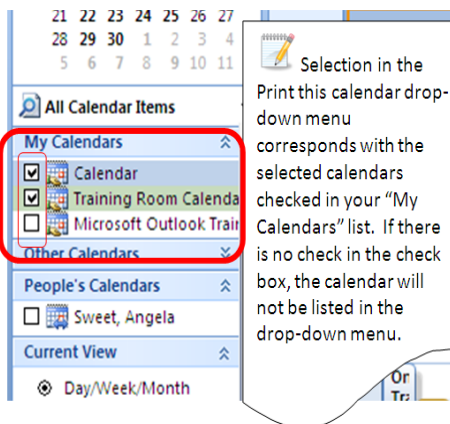 21 22 23 24 25 26 27
28 29 30 1 2 3 4
5 6 7 8 9 10 11
All Calendar Items
My Calendars
Calendar
Training Room Calenda
Microsoft Outlook Train
Other Calendars
People's Calendars
Sweet, Angela
Current View
Day/Week/Month
Selection in the
Print this calendar drop-
down menu
corresponds with the
selected calendars
checked in your “My
Calendars” list.  If there
is no check in the check
box, the calendar will
not be listed in the
drop-down menu.
On